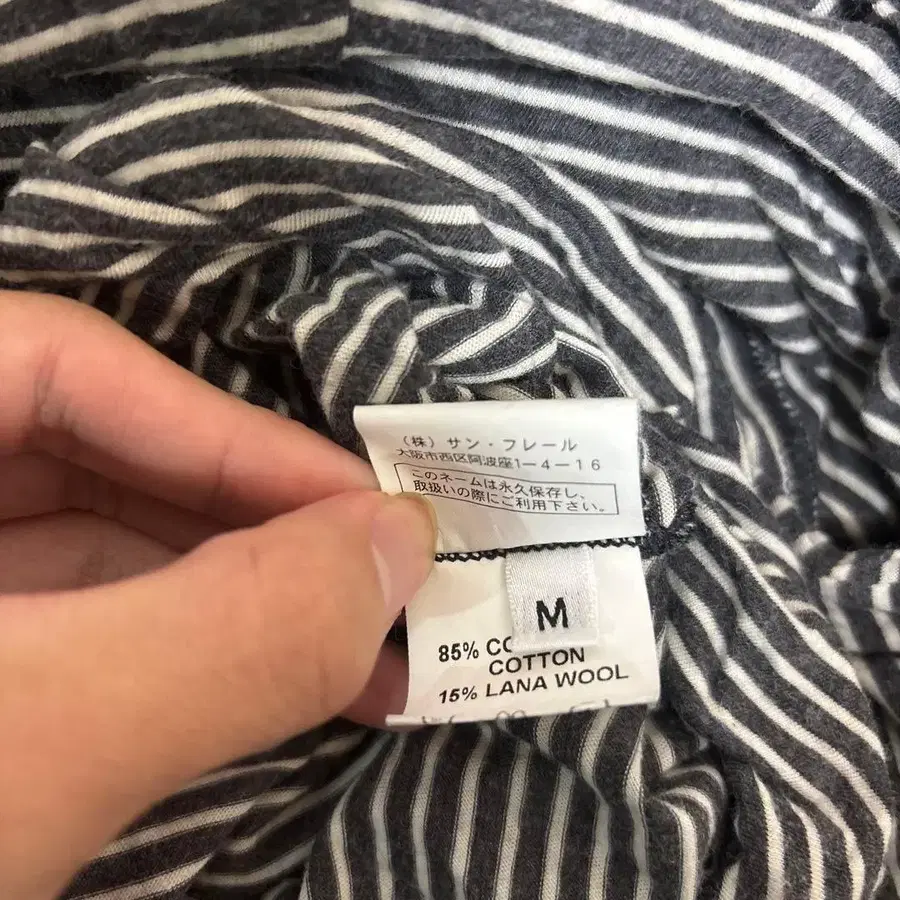 (株) サン・フレール
大阪市西区阿波座1-4-16
このネームは永久保存し、
取扱いの際にご利用下さい。
M
85% CO
COTTON
15% LANA WOOL